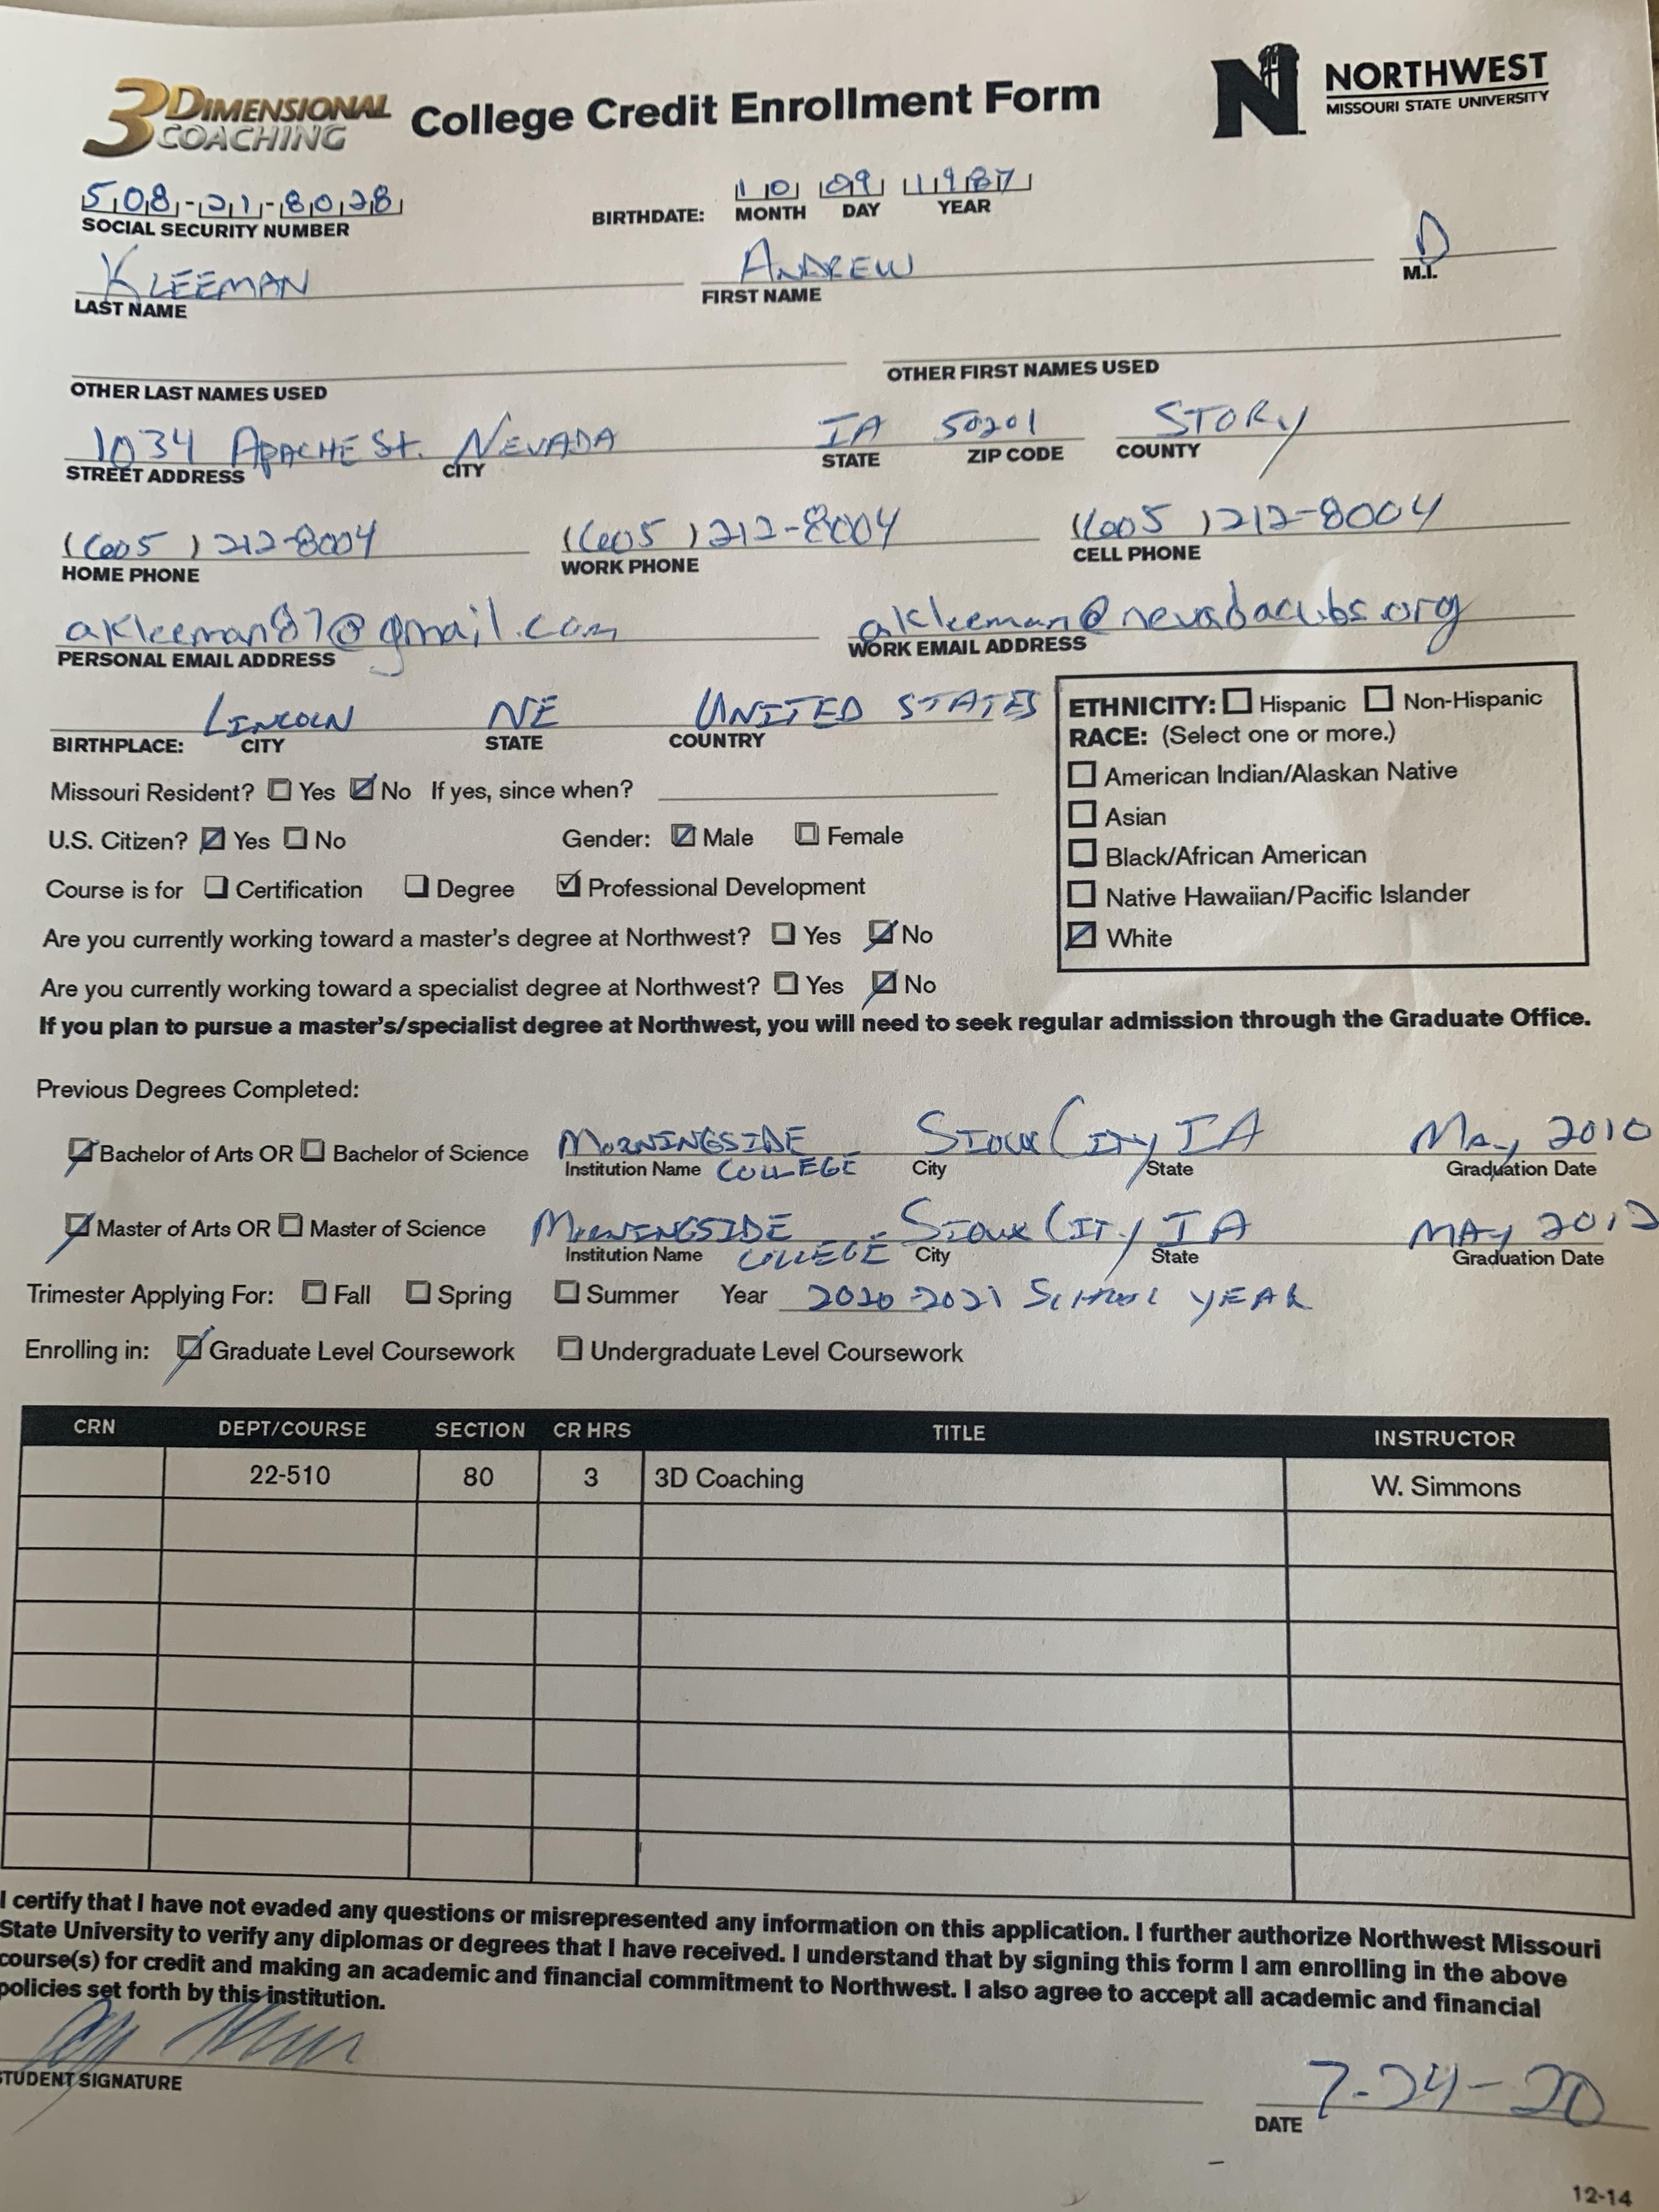 3DIMENSIONAL COACHING College Credit Enrollment Form NORTHWEST MISSOURI STATE UNIVERSITY
508-21-8028 10 09 1987
SOCIAL SECURITY NUMBER BIRTHDATE: MONTH DAY YEAR
KLEEMAN ANDREW D
LAST NAME FIRST NAME M.I.
OTHER LAST NAMES USED OTHER FIRST NAMES USED
1034 APACHE St. NEVADA IA 50201 STORY
STREET ADDRESS CITY STATE ZIP CODE COUNTY
(605) 212-8004 (605) 212-8004 (605) 212-8004
HOME PHONE WORK PHONE CELL PHONE
akleeman87@gmail.com akleeman@nevadacubs.org
PERSONAL EMAIL ADDRESS WORK EMAIL ADDRESS
LINCOLN NE UNITED STATES
BIRTHPLACE: CITY STATE COUNTRY
ETHNICITY: Hispanic Non-Hispanic
RACE: (Select one or more.)
American Indian/Alaskan Native
Asian
Black/African American
Native Hawaiian/Pacific Islander
White
Missouri Resident? Yes No If yes, since when?
U.S. Citizen? Yes No Gender: Male Female
Course is for Certification Degree Professional Development
Are you currently working toward a master's degree at Northwest? Yes No
Are you currently working toward a specialist degree at Northwest? Yes No
If you plan to pursue a master's/specialist degree at Northwest, you will need to seek regular admission through the Graduate Office.
Previous Degrees Completed:
Bachelor of Arts OR Bachelor of Science MORNINGSIDE SIOUX CITY IA May 2010
Institution Name COLLEGE City State Graduation Date
Master of Arts OR Master of Science MORNINGSIDE SIOUX CITY IA MAY 2012
Institution Name COLLEGE City State Graduation Date
Trimester Applying For: Fall Spring Summer Year 2020-2021 SCHOOL YEAR
Enrolling in: Graduate Level Coursework Undergraduate Level Coursework
CRN DEPT/COURSE SECTION CR HRS TITLE INSTRUCTOR
22-510 80 3 3D Coaching W. Simmons
I certify that I have not evaded any questions or misrepresented any information on this application. I further authorize Northwest Missouri
State University to verify any diplomas or degrees that I have received. I understand that by signing this form I am enrolling in the above
course(s) for credit and making an academic and financial commitment to Northwest. I also agree to accept all academic and financial
policies set forth by this institution.
STUDENT SIGNATURE
7-24-20
DATE
12-14